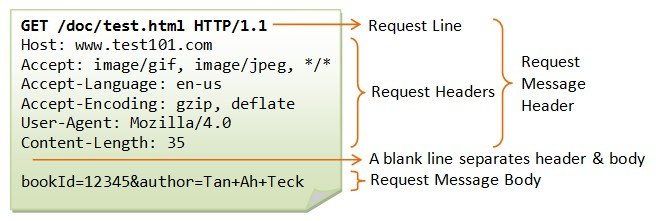 GET /doc/test.html HTTP/1.1
Host: www.test101.com
Accept: image/gif, image/jpeg, */*
Accept-Language: en-us
Accept-Encoding: gzip, deflate
User-Agent: Mozilla/4.0
Content-Length: 35
bookId=12345&author=Tan+Ah+Teck
Request Line
Request Headers
Request
Message
Header
A blank line separates header & body
Request Message Body